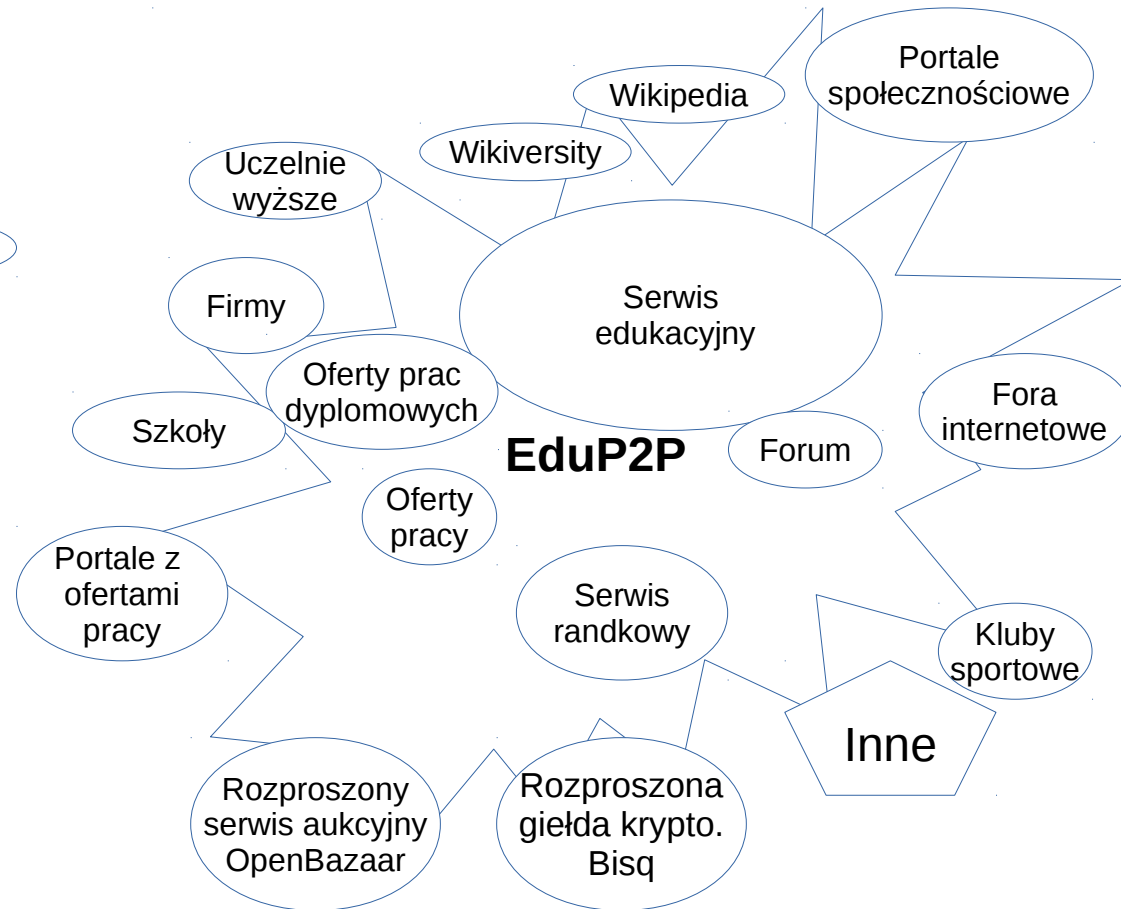 Portale
społecznościowe
Wikipedia
Wikiversity
Uczelnie
wyższe
Firmy
Serwis
edukacyjny
Oferty prac
dyplomowych
Szkoły
Fora
internetowe
EduP2P
Forum
Oferty
pracy
Portale z
ofertami
pracy
Serwis
randkowy
Kluby
sportowe
Inne
Rozproszony
serwis aukcyjny
OpenBazaar
Rozproszona
giełda krypto.
Bisq